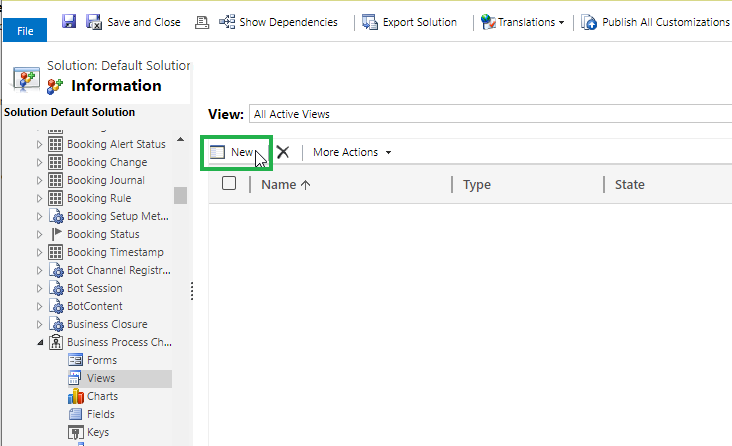 File
Save and Close
Show Dependencies
Export Solution
Translations
Publish All Customizations
Solution: Default Solution
Information
Solution Default Solution
View: All Active Views
New
More Actions
Name
Type
State
Booking Alert Status
Booking Change
Booking Journal
Booking Rule
Booking Setup Met...
Booking Status
Booking Timestamp
Bot Channel Registr...
Bot Session
BotContent
Business Closure
Business Process Ch...
Forms
Views
Charts
Fields
Keys